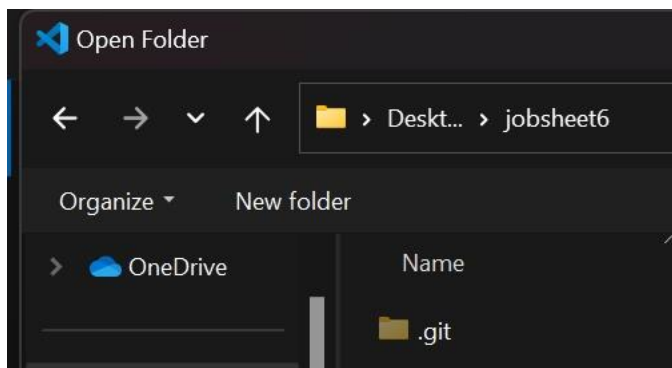 Open Folder
Deskt... jobsheet6
Organize New folder
OneDrive Name
.git